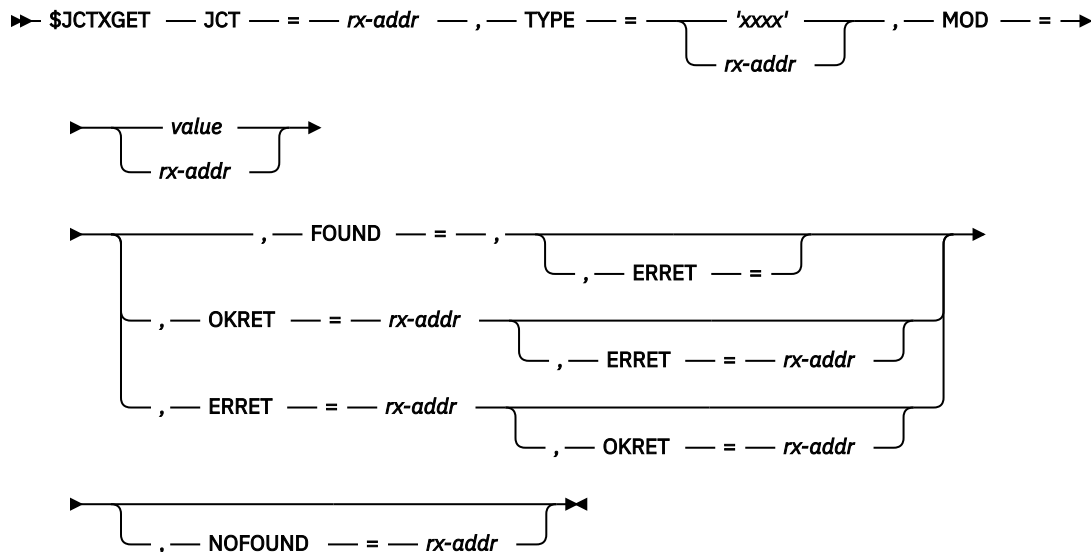 $JCTXGET JCT = rx-addr , TYPE = 'xxxx' , MOD =
rx-addr
value
rx-addr
, FOUND = ,
, ERRET =
, OKRET = rx-addr
, ERRET = rx-addr
, ERRET = rx-addr
, OKRET = rx-addr
, NOFOUND = rx-addr